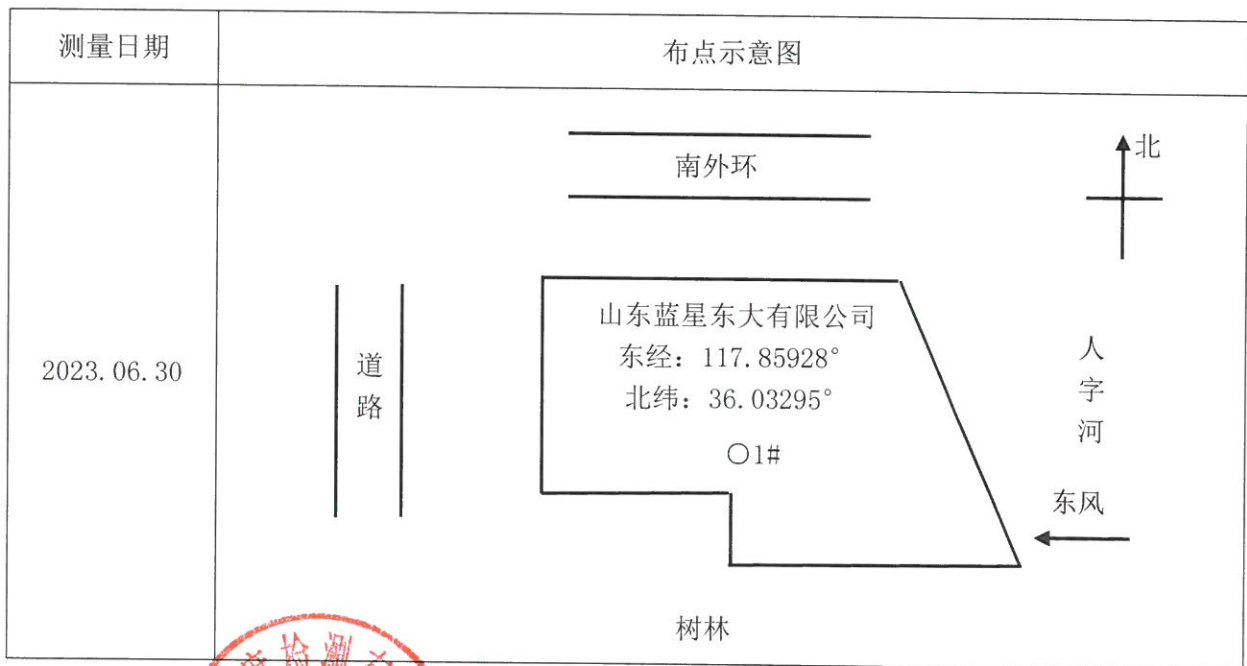 测量日期
布点示意图
南外环
北
山东蓝星东大有限公司
东经：117.85928°
北纬：36.03295°
○1#
2023.06.30
道路
人字河
东风
树林
检测